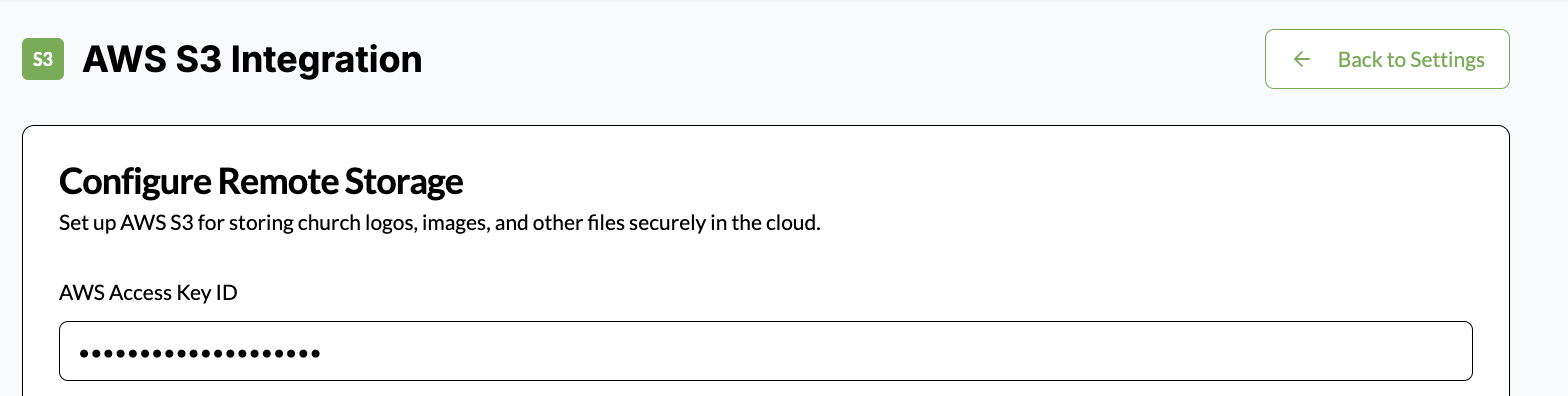 S3 AWS S3 Integration
← Back to Settings
Configure Remote Storage
Set up AWS S3 for storing church logos, images, and other files securely in the cloud.
AWS Access Key ID
••••••••••••••••••••